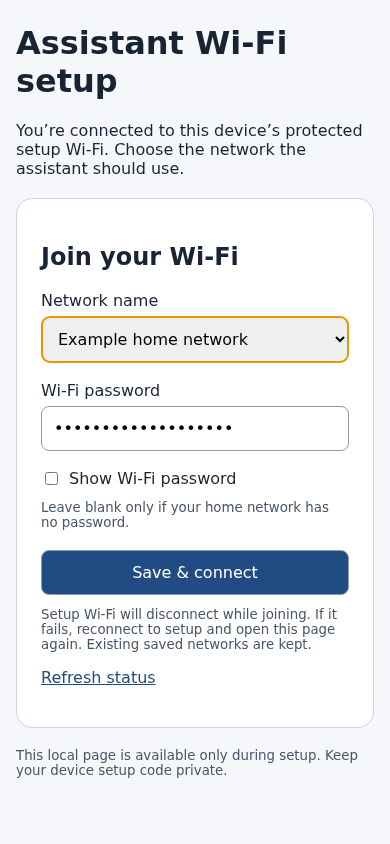 Assistant Wi-Fi
setup
You’re connected to this device’s protected
setup Wi-Fi. Choose the network the
assistant should use.
Join your Wi-Fi
Network name
Example home network
Wi-Fi password
•••••••••••••••••••
Show Wi-Fi password
Leave blank only if your home network has
no password.
Save & connect
Setup Wi-Fi will disconnect while joining. If it
fails, reconnect to setup and open this page
again. Existing saved networks are kept.
Refresh status
This local page is available only during setup. Keep
your device setup code private.